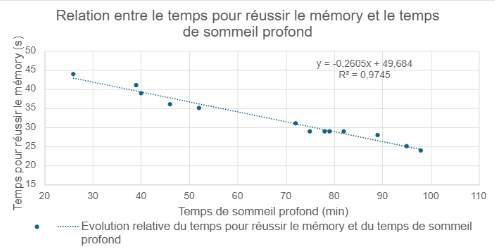 Relation entre le temps pour réussir le mémory et le temps
de sommeil profond
Temps pour réussir le mémory (s)
50
45
40
35
30
25
20
15
y = -0,2605x + 49,684
R² = 0,9745
20 30 40 50 60 70 80 90 100 110
Temps de sommeil profond (min)
Evolution relative du temps pour réussir le mémory et du temps de sommeil
profond